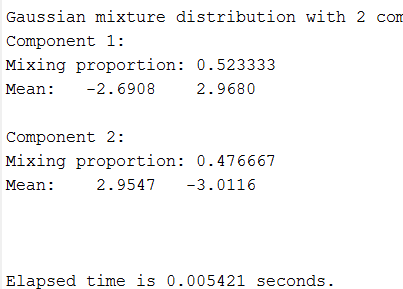 Gaussian mixture distribution with 2 com
Component 1:
Mixing proportion: 0.523333
Mean: -2.6908 2.9680
Component 2:
Mixing proportion: 0.476667
Mean: 2.9547 -3.0116
Elapsed time is 0.005421 seconds.